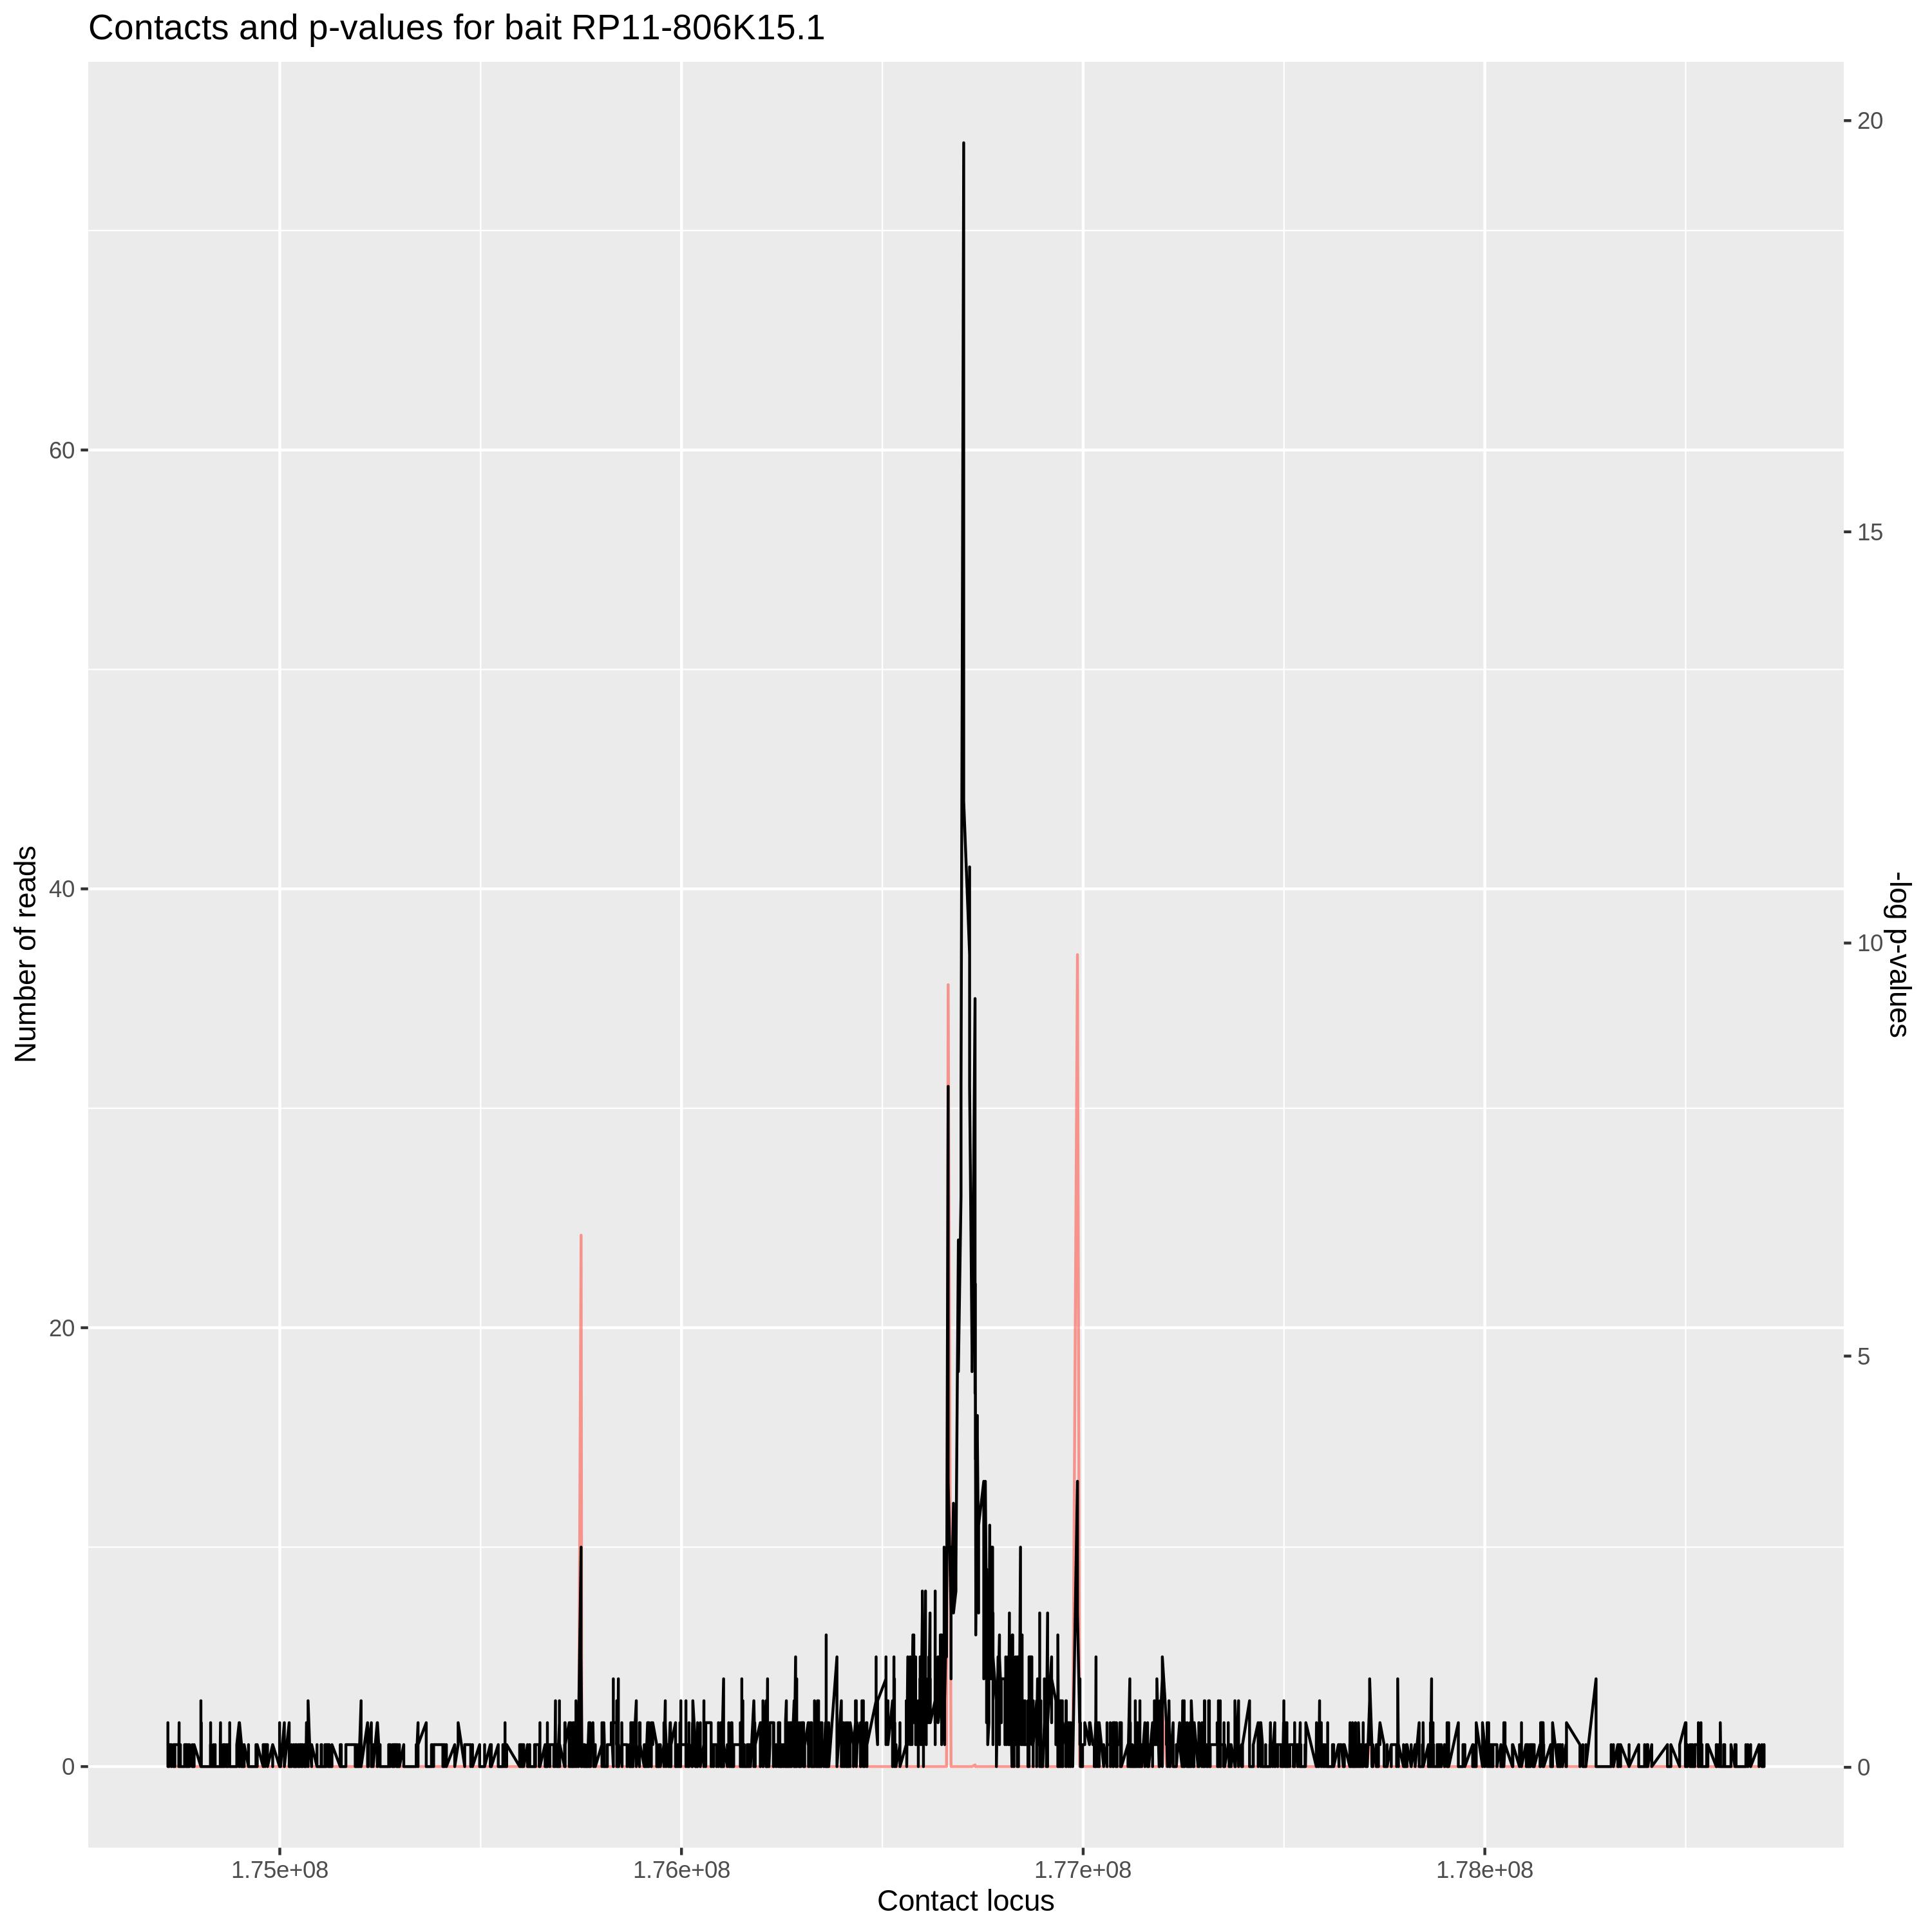 Contacts and p-values for bait RP11-806K15.1
Number of reads
60
40
20
0
20
15
10
5
0
-log p-values
1.75e+08 1.76e+08 1.77e+08 1.78e+08
Contact locus